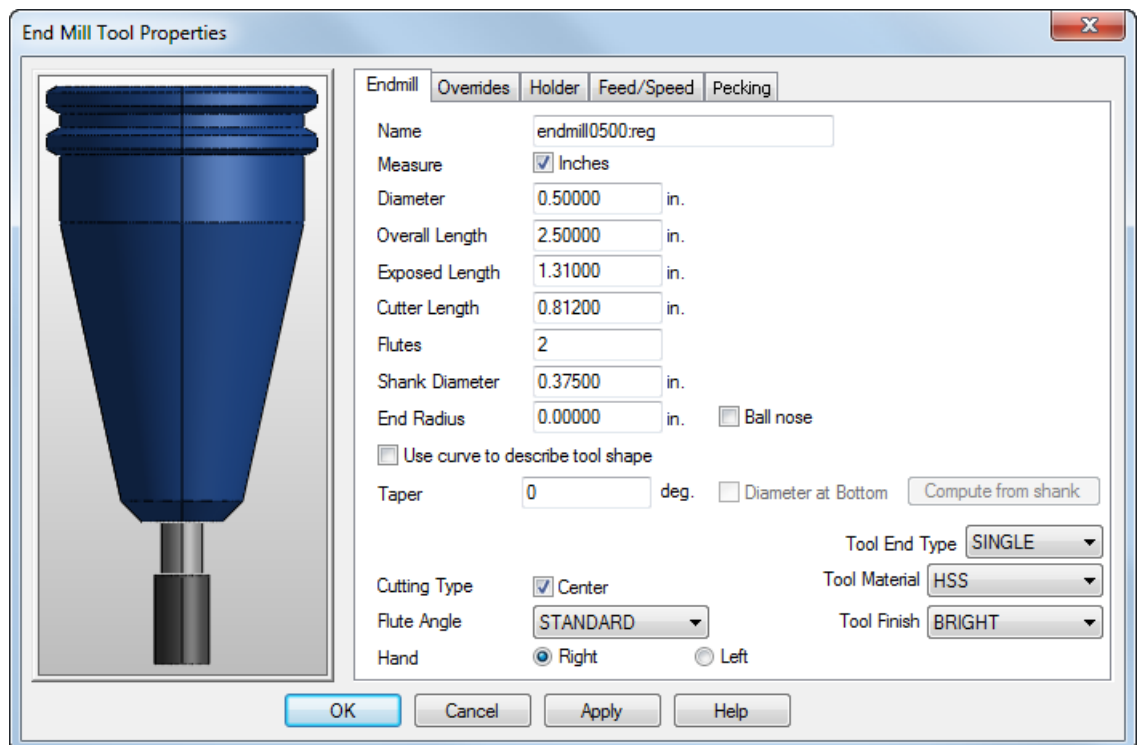 End Mill Tool Properties
Endmill Overrides Holder Feed/Speed Pecking
Name endmill0500:reg
Measure Inches
Diameter 0.50000 in.
Overall Length 2.50000 in.
Exposed Length 1.31000 in.
Cutter Length 0.81200 in.
Flutes 2
Shank Diameter 0.37500 in.
End Radius 0.00000 in. Ball nose
Use curve to describe tool shape
Taper 0 deg. Diameter at Bottom Compute from shank
Tool End Type SINGLE
Cutting Type Center Tool Material HSS
Flute Angle STANDARD Tool Finish BRIGHT
Hand Right Left
OK Cancel Apply Help